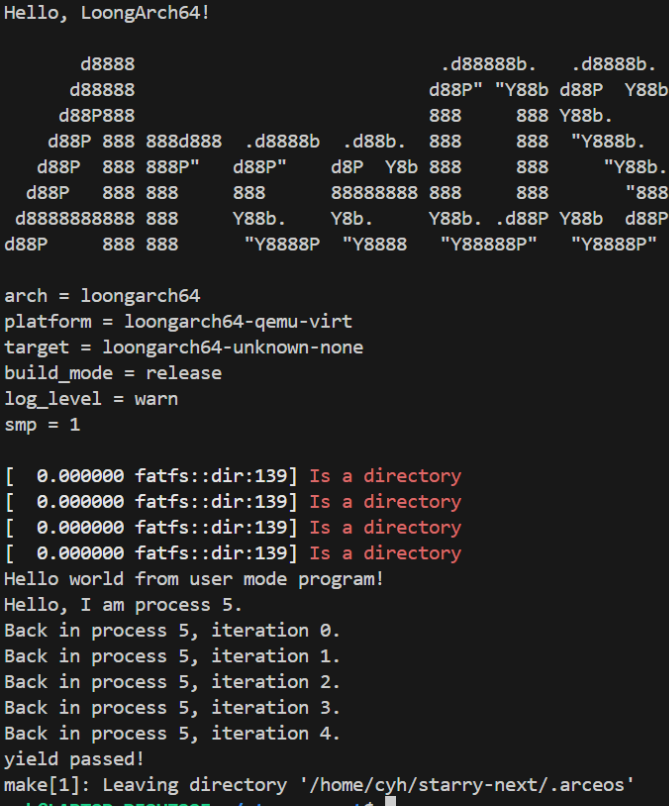 Hello, LoongArch64!

       d8888                            .d88888b.   .d8888b.
      d88888                           d88P" "Y88b d88P  Y88b
     d88P888                           888     888 Y88b.
    d88P 888 888d888  .d8888b  .d88b.  888     888  "Y888b.
   d88P  888 888P"   d88P"    d8P  Y8b 888     888     "Y88b.
  d88P   888 888     888      88888888 888     888       "888
 d8888888888 888     Y88b.    Y8b.     Y88b. .d88P Y88b  d88P
d88P     888 888      "Y8888P  "Y8888   "Y88888P"   "Y8888P"

arch = loongarch64
platform = loongarch64-qemu-virt
target = loongarch64-unknown-none
build_mode = release
log_level = warn
smp = 1

[  0.000000 fatfs::dir:139] Is a directory
[  0.000000 fatfs::dir:139] Is a directory
[  0.000000 fatfs::dir:139] Is a directory
[  0.000000 fatfs::dir:139] Is a directory
Hello world from user mode program!
Hello, I am process 5.
Back in process 5, iteration 0.
Back in process 5, iteration 1.
Back in process 5, iteration 2.
Back in process 5, iteration 3.
Back in process 5, iteration 4.
yield passed!
make[1]: Leaving directory '/home/cyh/starry-next/.arceos'